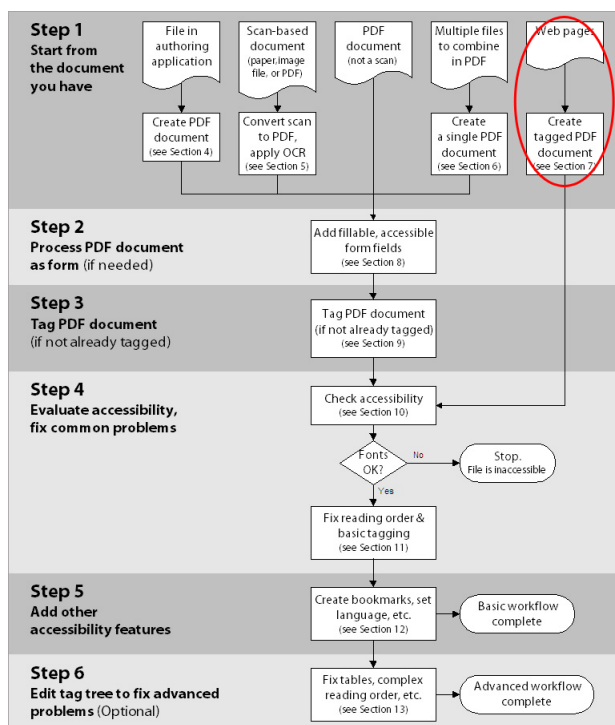 Step 1
Start from
the document
you have
File in
authoring
application
Scan-based
document
(paper,image
file, or PDF)
PDF
document
(not a scan)
Multiple files
to combine
in PDF
Web pages
Create PDF
document
(see Section 4)
Convert scan
to PDF,
apply OCR
(see Section 5)
Create
a single PDF
document
(see Section 6)
Create
tagged PDF
document
(see Section 7)
Step 2
Process PDF document
as form (if needed)
Add fillable, accessible
form fields
(see Section 8)
Step 3
Tag PDF document
(if not already tagged)
Tag PDF document
(if not already tagged)
(see Section 9)
Step 4
Evaluate accessibility,
fix common problems
Check accessibility
(see Section 10)
Fonts
OK?
No
Stop.
File is inaccessible
Yes
Fix reading order &
basic tagging
(see Section 11)
Step 5
Add other
accessibility features
Create bookmarks, set
language, etc.
(see Section 12)
Basic workflow
complete
Step 6
Edit tag tree to fix advanced
problems (Optional)
Fix tables, complex
reading order, etc.
(see Section 13)
Advanced workflow
complete